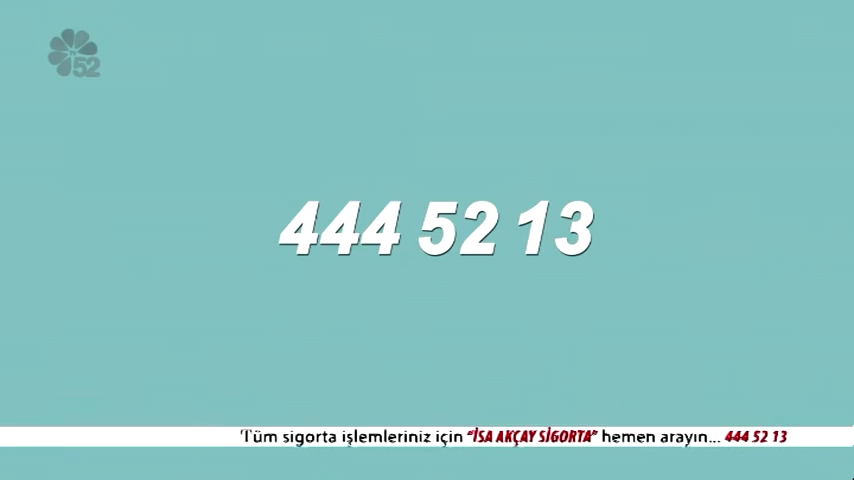 52
444 52 13
Tüm sigorta işlemleriniz için "İSA AKÇAY SİGORTA" hemen arayın... 444 52 13